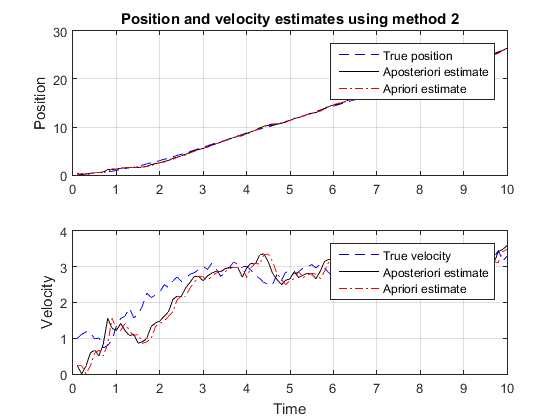 Position and velocity estimates using method 2
30
20
10
0
Position
True position
Aposteriori estimate
Apriori estimate
0 1 2 3 4 5 6 7 8 9 10
4
3
2
1
0
Velocity
True velocity
Aposteriori estimate
Apriori estimate
0 1 2 3 4 5 6 7 8 9 10
Time